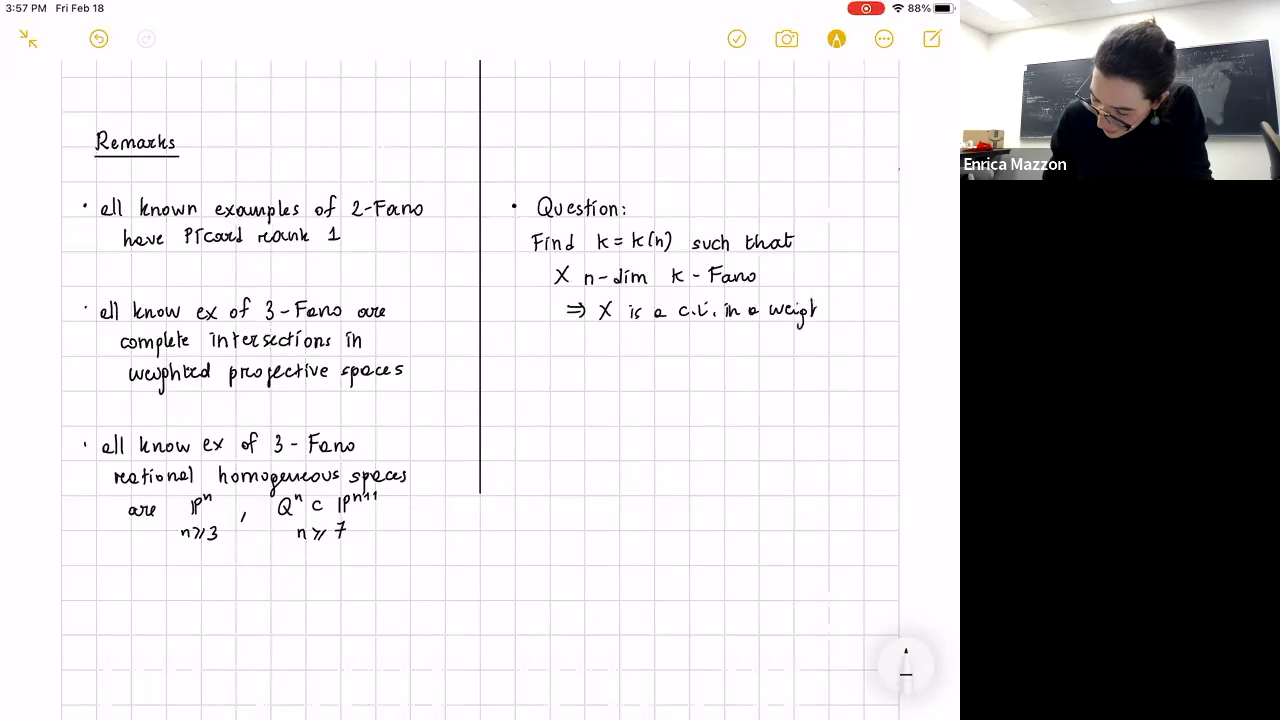 3:57 PM Fri Feb 18
88%
Remarks
• all known examples of 2-Fano
have Picard rank 1
• all know ex of 3-Fano are
complete intersections in
weighted projective spaces
• all know ex of 3-Fano
rational homogeneous spaces
are ℙⁿ , Qⁿ ⊂ ℙⁿ⁺¹
n⩾3 n⩾7
• Question:
Find k = k(n) such that
X n-dim k-Fano
⇒ X is a c.i. in a weigt
Enrica Mazzon